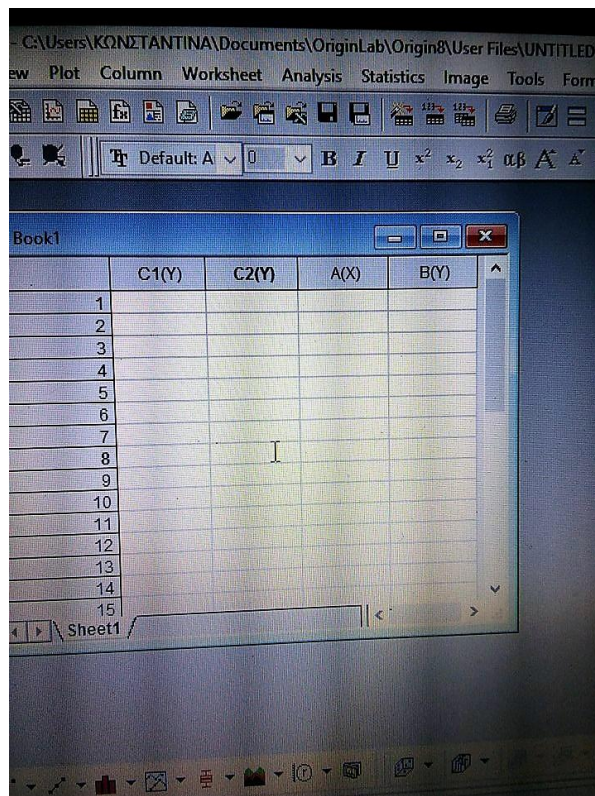 - C:\Users\ΚΩΝΣΤΑΝΤΙΝΑ\Documents\OriginLab\Origin8\User Files\UNTITLED
ew Plot Column Worksheet Analysis Statistics Image Tools Form
Default: A 0 B I U x² x₂ αβ A A
Book1
C1(Y) C2(Y) A(X) B(Y)
1
2
3
4
5
6
7
8
9
10
11
12
13
14
15
Sheet1